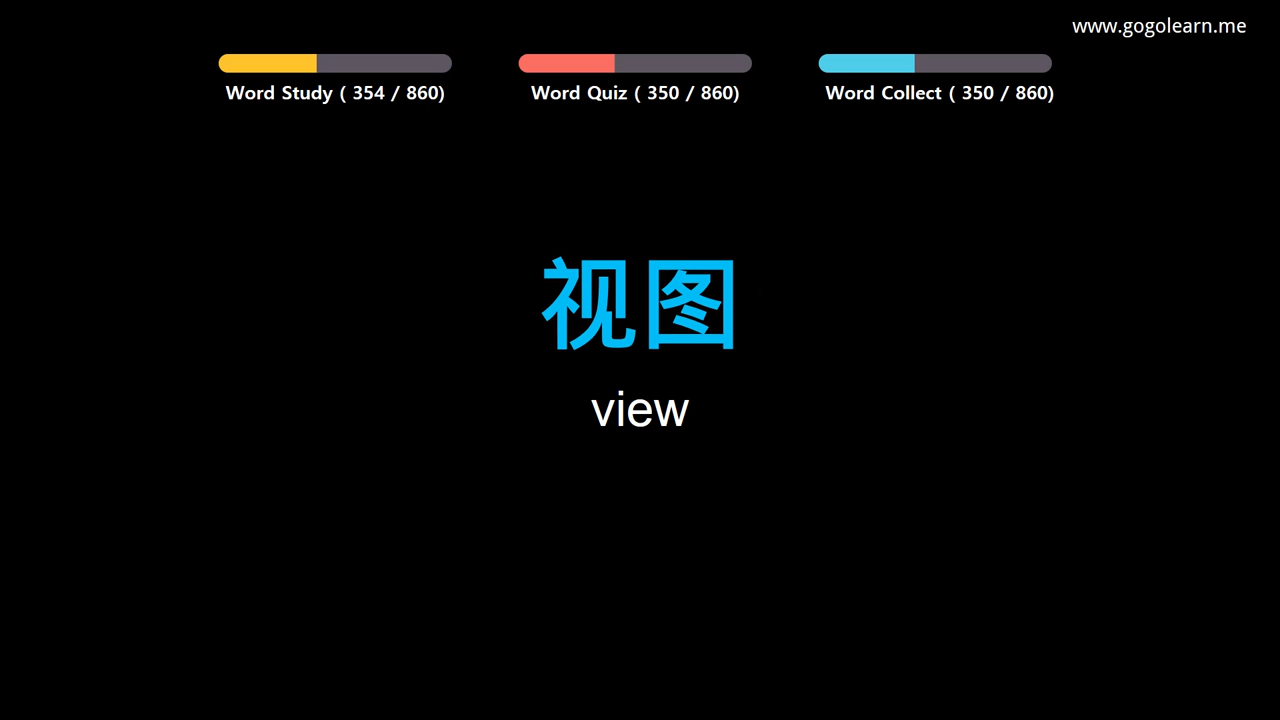 www.gogolearn.me
Word Study ( 354 / 860)
Word Quiz ( 350 / 860)
Word Collect ( 350 / 860)
视图
view